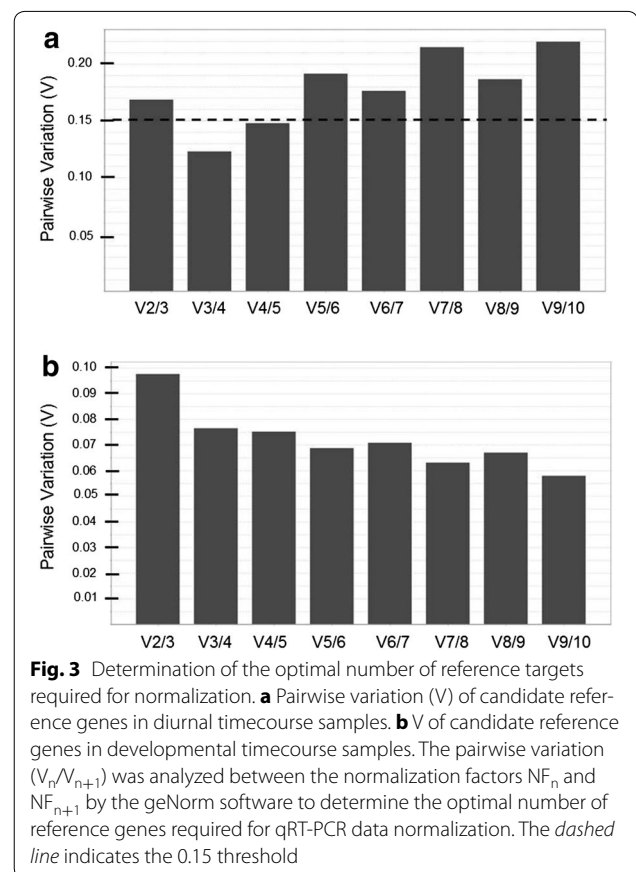 a
Pairwise Variation (V)
0.20
0.15
0.10
0.05
V2/3 V3/4 V4/5 V5/6 V6/7 V7/8 V8/9 V9/10
b
Pairwise Variation (V)
0.10
0.09
0.08
0.07
0.06
0.05
0.04
0.03
0.02
0.01
V2/3 V3/4 V4/5 V5/6 V6/7 V7/8 V8/9 V9/10
Fig. 3 Determination of the optimal number of reference targets
required for normalization. a Pairwise variation (V) of candidate refer-
ence genes in diurnal timecourse samples. b V of candidate reference
genes in developmental timecourse samples. The pairwise variation
(Vn/Vn+1) was analyzed between the normalization factors NFn and
NFn+1 by the geNorm software to determine the optimal number of
reference genes required for qRT-PCR data normalization. The dashed
line indicates the 0.15 threshold